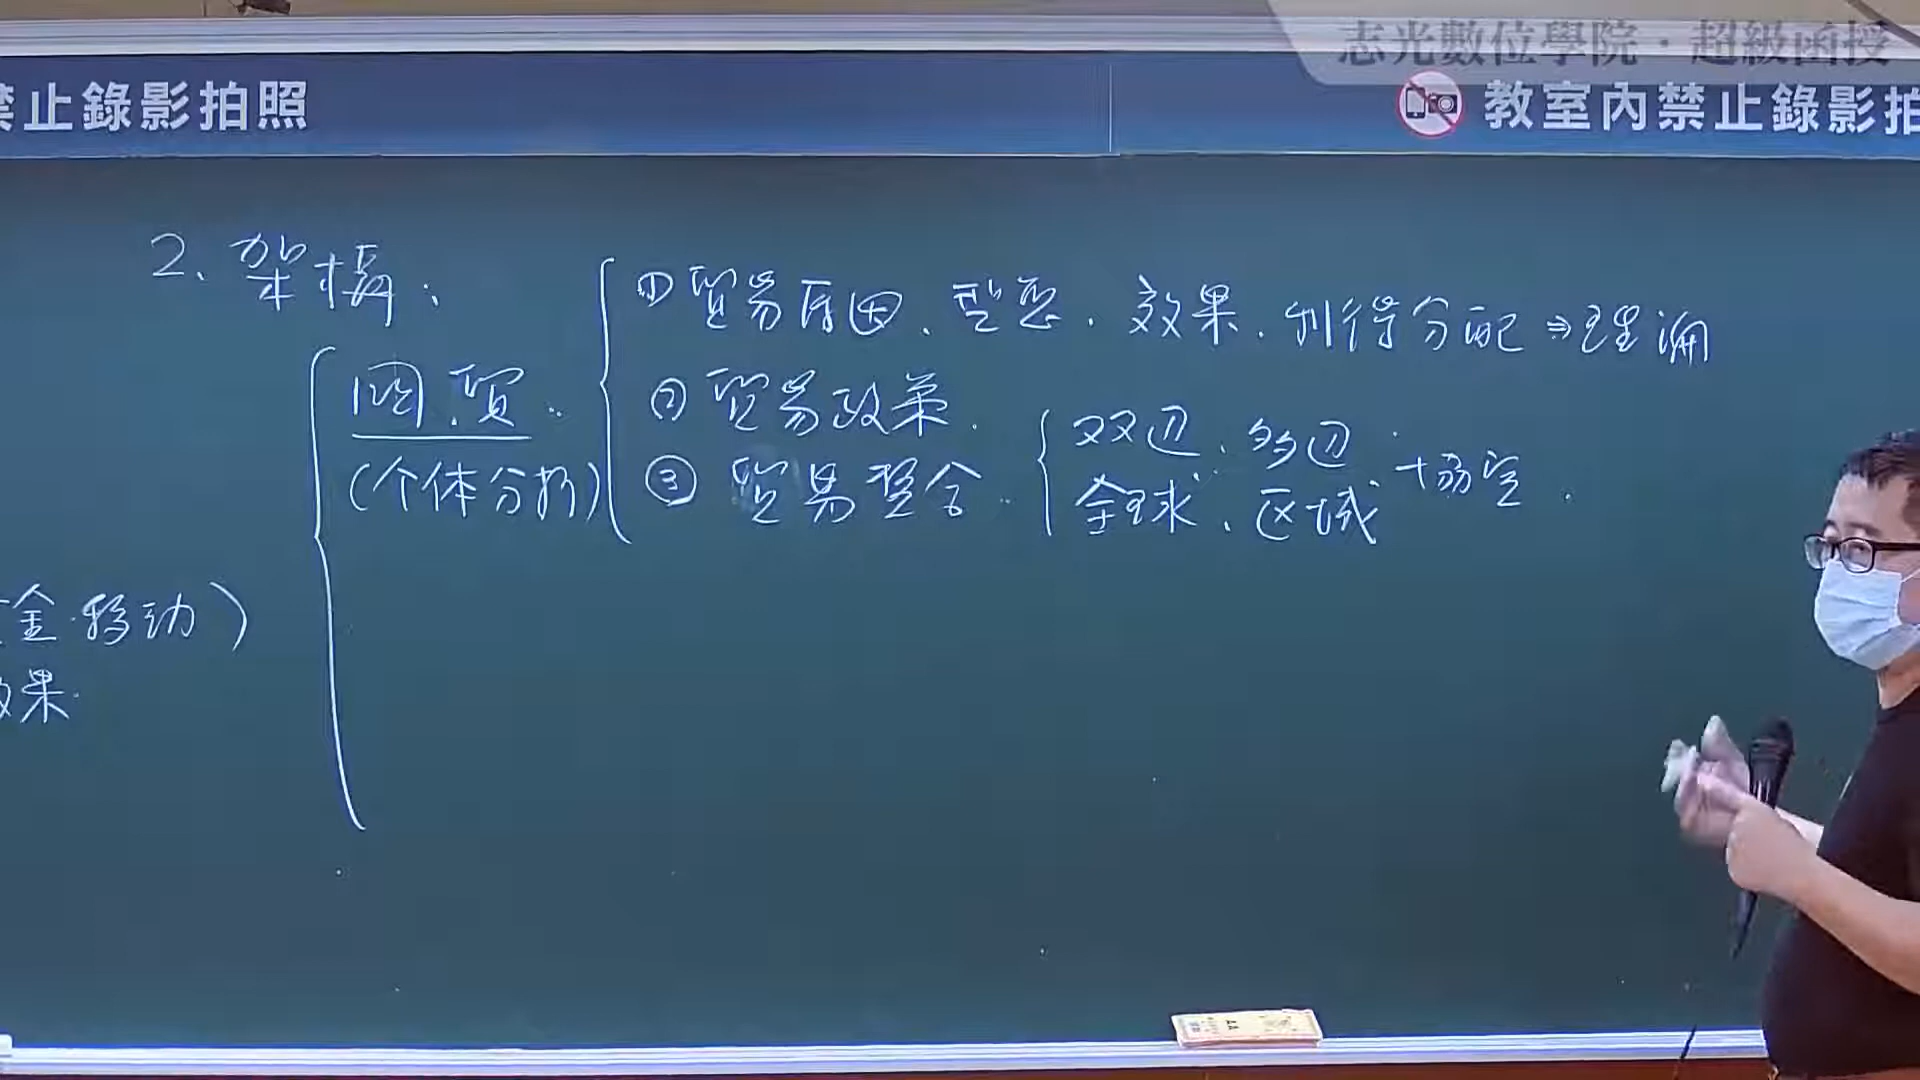 志光數位學院·超級函授
禁止錄影拍照
教室內禁止錄影拍
2、架構:
①貿易原因、型態、效果、利得分配⇒理論
国貿:
②貿易政策.
(个体分析)
③貿易整合.
双边、多边
全球、区域
協定.
金移动)
效果.